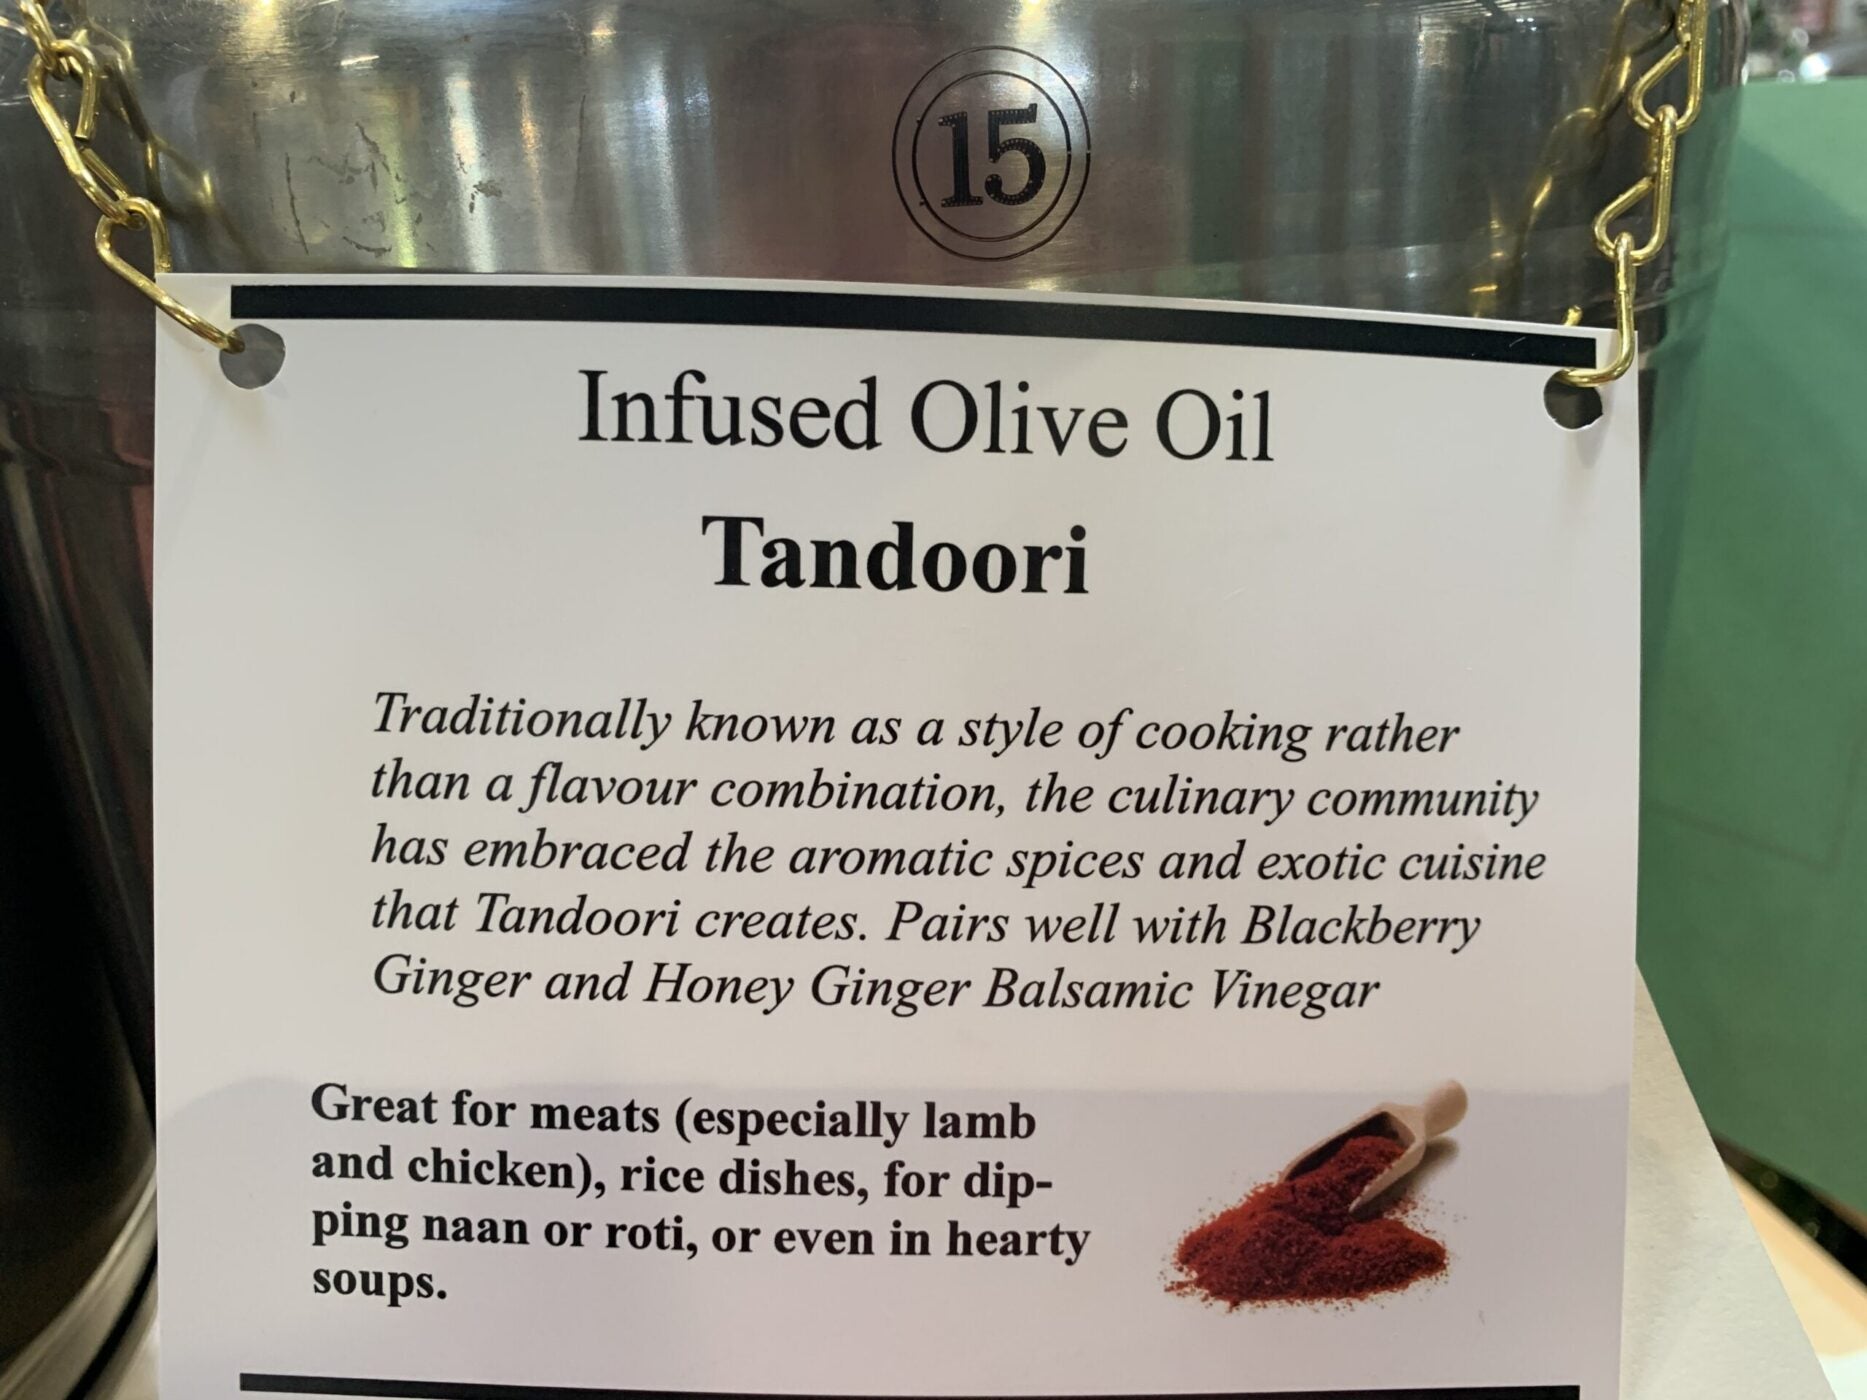 15
Infused Olive Oil
Tandoori
Traditionally known as a style of cooking rather
than a flavour combination, the culinary community
has embraced the aromatic spices and exotic cuisine
that Tandoori creates. Pairs well with Blackberry
Ginger and Honey Ginger Balsamic Vinegar
Great for meats (especially lamb
and chicken), rice dishes, for dip-
ping naan or roti, or even in hearty
soups.